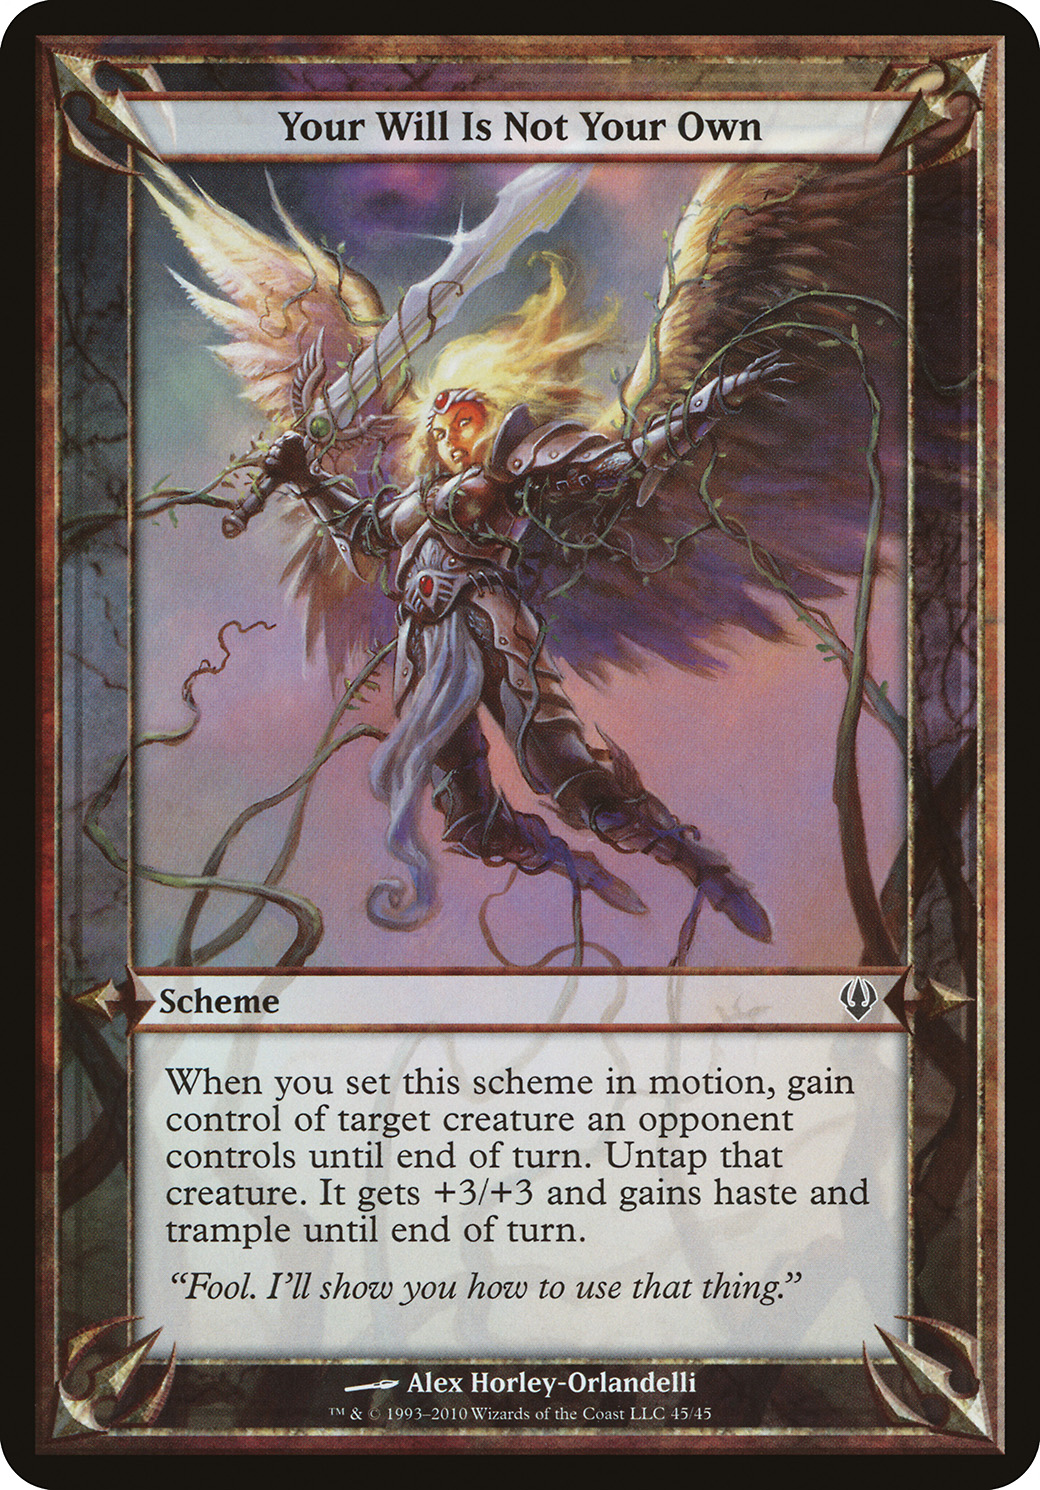 Your Will Is Not Your Own
Scheme
When you set this scheme in motion, gain
control of target creature an opponent
controls until end of turn. Untap that
creature. It gets +3/+3 and gains haste and
trample until end of turn.
“Fool. I’ll show you how to use that thing.”
Alex Horley-Orlandelli
™ & © 1993–2010 Wizards of the Coast LLC 45/45